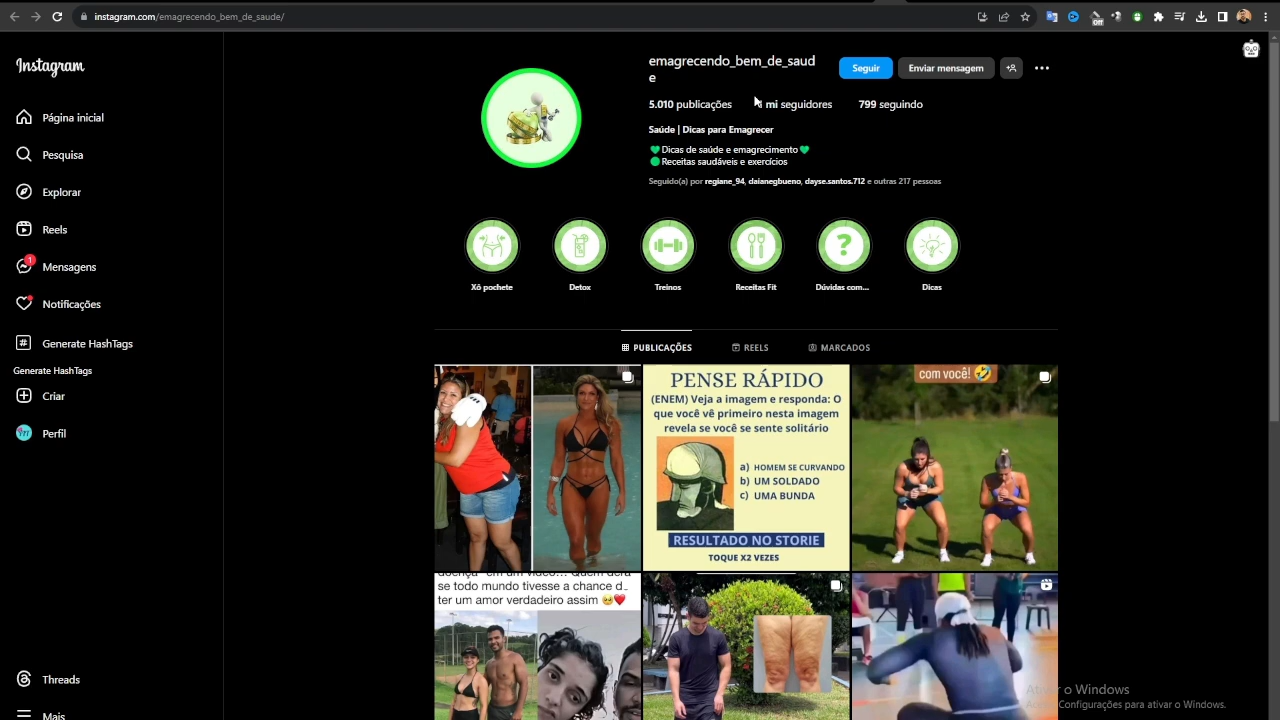 instagram.com/emagrecendo_bem_de_saude/
Instagram
Página inicial
Pesquisa
Explorar
Reels
1
Mensagens
Notificações
Generate HashTags
Generate HashTags
Criar
Perfil
Threads
Mais
emagrecendo_bem_de_saud
e
Seguir
Enviar mensagem
5.010 publicações
mi seguidores
799 seguindo
Saúde | Dicas para Emagrecer
💚Dicas de saúde e emagrecimento💚
🟢Receitas saudáveis e exercícios
Seguido(a) por regiane_94, daianegbueno, dayse.santos.712 e outras 217 pessoas
Xô pochete
Detox
?
Treinos
Receitas Fit
Dúvidas com...
Dicas
PUBLICAÇÕES
REELS
MARCADOS
PENSE RÁPIDO
(ENEM) Veja a imagem e responda: O
que você vê primeiro nesta imagem
revela se você se sente solitário
a) HOMEM SE CURVANDO
b) UM SOLDADO
c) UMA BUNDA
RESULTADO NO STORIE
TOQUE X2 VEZES
com você! 🤣
se todo mundo tivesse a chance d..
ter um amor verdadeiro assim 🥹❤️
o Windows
Configurações para ativar o Windows.